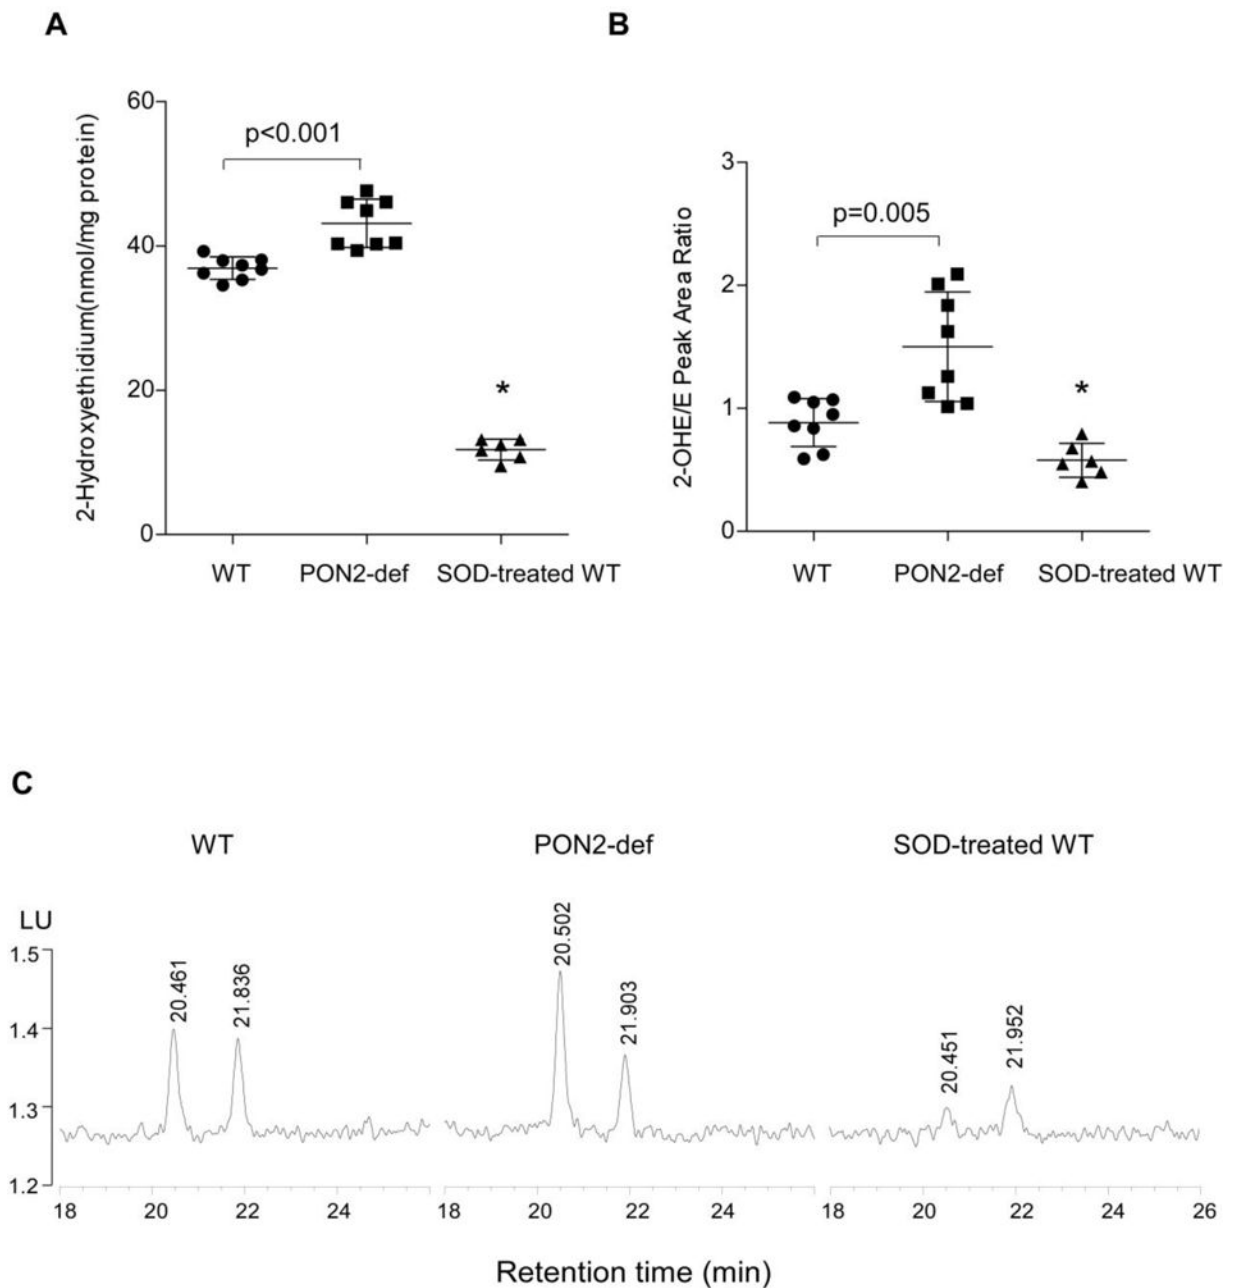 A
B
2-Hydroxyethidium(nmol/mg protein)
60
40
20
0
p<0.001
*
WT PON2-def SOD-treated WT
2-OHE/E Peak Area Ratio
3
2
1
0
p=0.005
*
WT PON2-def SOD-treated WT
C
WT PON2-def SOD-treated WT
LU
1.5
1.4
1.3
1.2
20.461
21.836
20.502
21.903
20.451
21.952
18 20 22 24 18 20 22 24 18 20 22 24 26
Retention time (min)